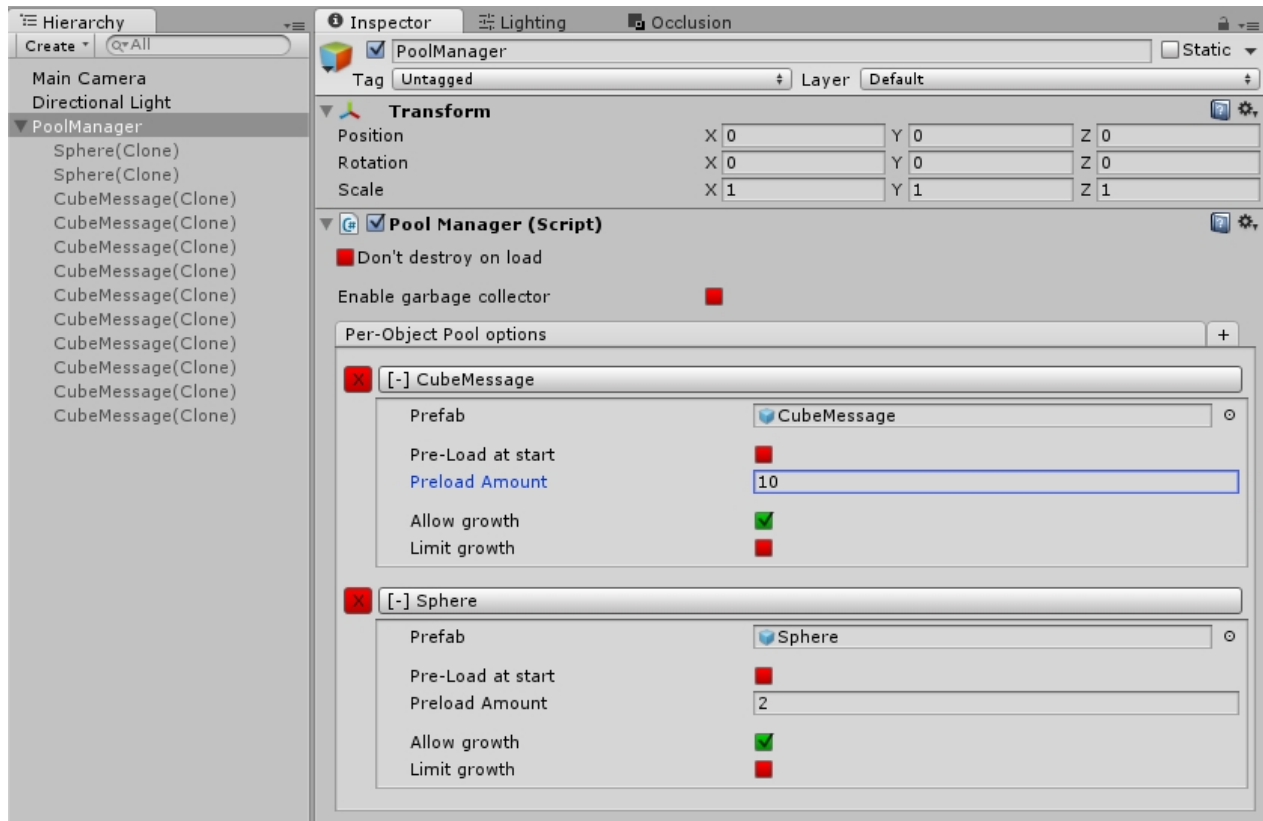 Hierarchy
Create All
Main Camera
Directional Light
PoolManager
Sphere(Clone)
Sphere(Clone)
CubeMessage(Clone)
CubeMessage(Clone)
CubeMessage(Clone)
CubeMessage(Clone)
CubeMessage(Clone)
CubeMessage(Clone)
CubeMessage(Clone)
CubeMessage(Clone)
CubeMessage(Clone)
CubeMessage(Clone)
Inspector Lighting Occlusion
PoolManager Static
Tag Untagged Layer Default
Transform
Position X 0 Y 0 Z 0
Rotation X 0 Y 0 Z 0
Scale X 1 Y 1 Z 1
Pool Manager (Script)
Don't destroy on load
Enable garbage collector
Per-Object Pool options +
X [-] CubeMessage
Prefab CubeMessage
Pre-Load at start
Preload Amount 10
Allow growth
Limit growth
X [-] Sphere
Prefab Sphere
Pre-Load at start
Preload Amount 2
Allow growth
Limit growth